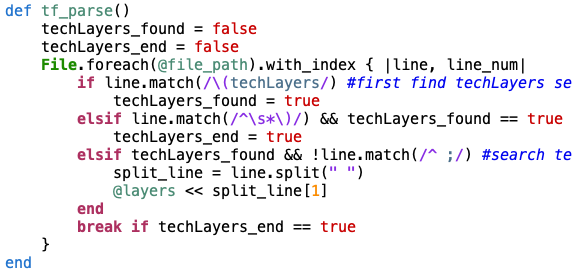 def tf_parse()
    techLayers_found = false
    techLayers_end = false
    File.foreach(@file_path).with_index { |line, line_num|
        if line.match(/\(techLayers/) #first find techLayers se
            techLayers_found = true
        elsif line.match(/^\s*\)/) && techLayers_found == true
            techLayers_end = true
        elsif techLayers_found && !line.match(/^ ;/) #search te
            split_line = line.split(" ")
            @layers << split_line[1]
        end
        break if techLayers_end == true
    }
end